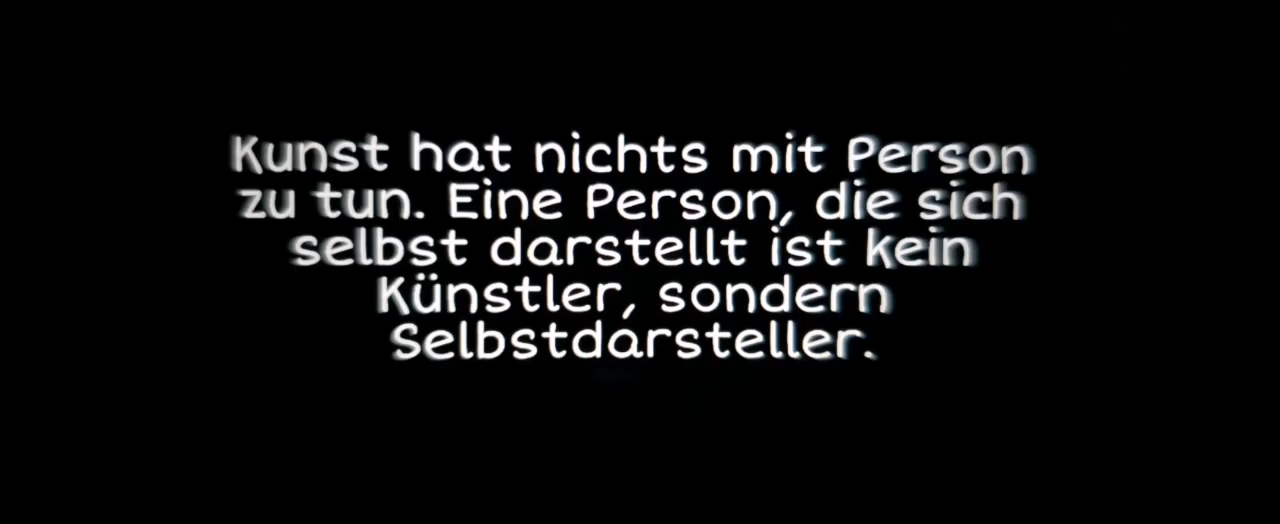 Kunst hat nichts mit Person
zu tun. Eine Person, die sich
selbst darstellt ist kein
Künstler, sondern
Selbstdarsteller.